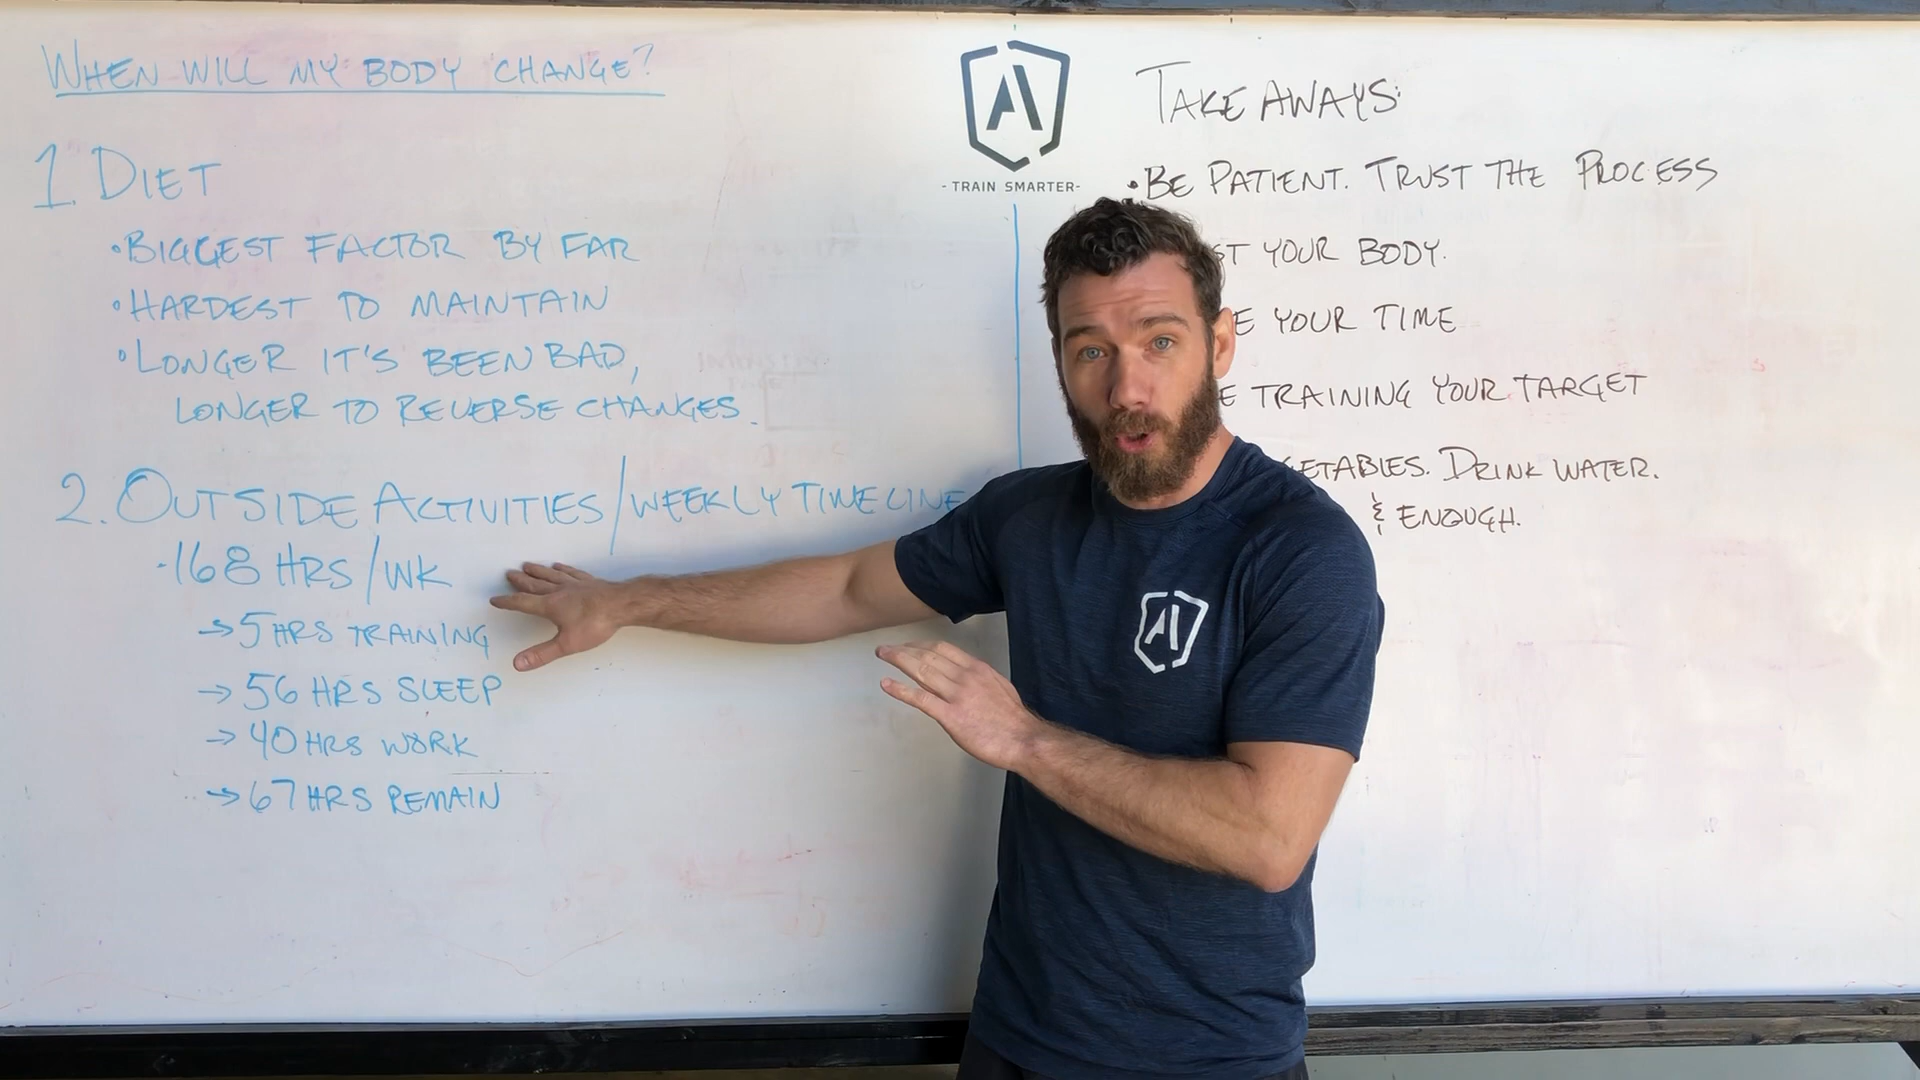 WHEN WILL MY BODY CHANGE?
1. DIET
•BIGGEST FACTOR BY FAR
•HARDEST TO MAINTAIN
•LONGER IT'S BEEN BAD,
LONGER TO REVERSE CHANGES.
2. OUTSIDE ACTIVITIES/WEEKLY TIMELINE
•168 HRS/WK
→5 HRS TRAINING
→56 HRS SLEEP
→40 HRS WORK
→67 HRS REMAIN
A
- TRAIN SMARTER -
TAKE AWAYS:
•BE PATIENT. TRUST THE PROCESS
YOUR BODY.
YOUR TIME
TRAINING YOUR TARGET
DRINK WATER.
& ENOUGH.
A